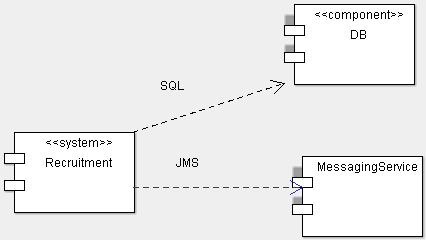 <<component>>
DB
SQL
<<system>>
Recruitment
JMS
MessagingService